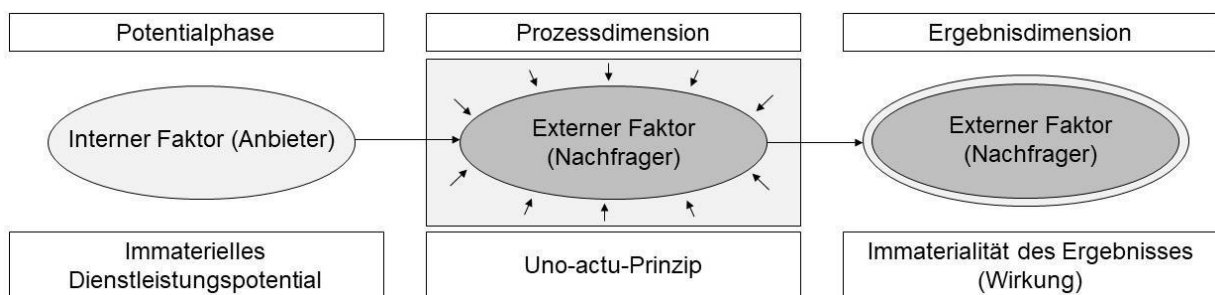 Potentialphase
Prozessdimension
Ergebnisdimension
Interner Faktor (Anbieter)
Externer Faktor
(Nachfrager)
Externer Faktor
(Nachfrager)
Immaterielles
Dienstleistungspotential
Uno-actu-Prinzip
Immaterialität des Ergebnisses
(Wirkung)